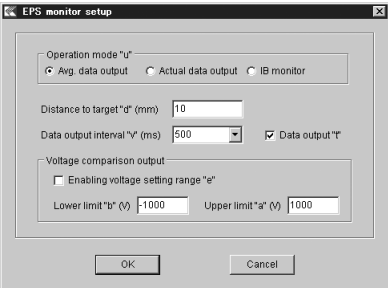 EPS monitor setup
Operation mode "u"
Avg. data output Actual data output IB monitor
Distance to target "d" (mm) 10
Data output interval "v" (ms) 500 Data output "t"
Voltage comparison output
Enabling voltage setting range "e"
Lower limit "b" (V) -1000 Upper limit "a" (V) 1000
OK Cancel